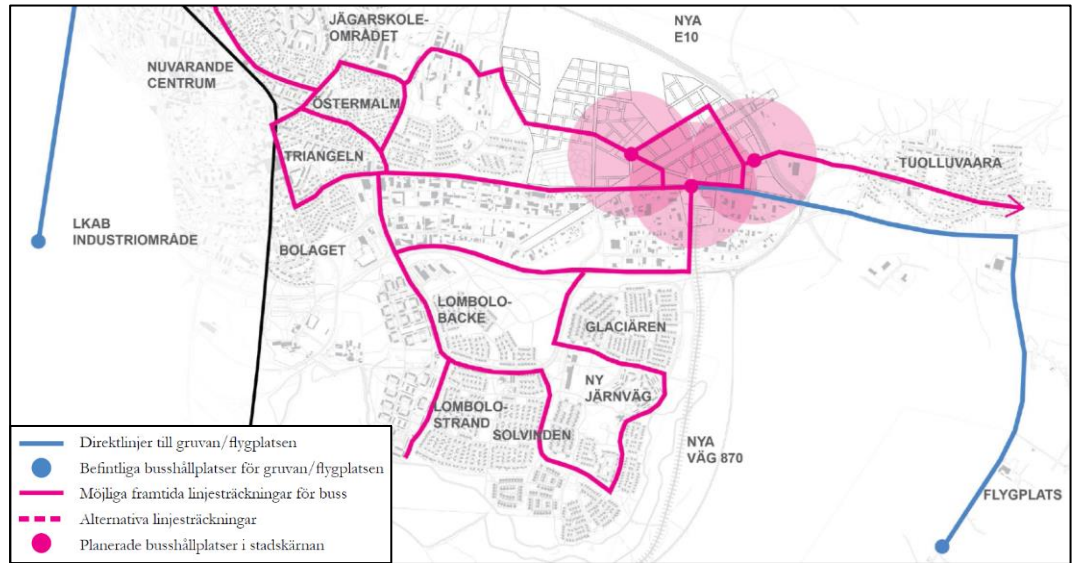 JÄGARSKOLE-
OMRÅDET
NYA
E10
NUVARANDE
CENTRUM
ÖSTERMALM
TRIANGELN
TUOLLUVAARA
LKAB
INDUSTRIOMRÅDE
BOLAGET
LOMBOLO-
BACKE
GLACIÄREN
NY
JÄRNVÄG
LOMBOLO-
STRAND
SOLVINDEN
NYA
VÄG 870
FLYGPLATS
Direktlinjer till gruvan/flygplatsen
Befintliga busshållplatser för gruvan/flygplatsen
Möjliga framtida linjesträckningar för buss
Alternativa linjesträckningar
Planerade busshållplatser i stadskärnan